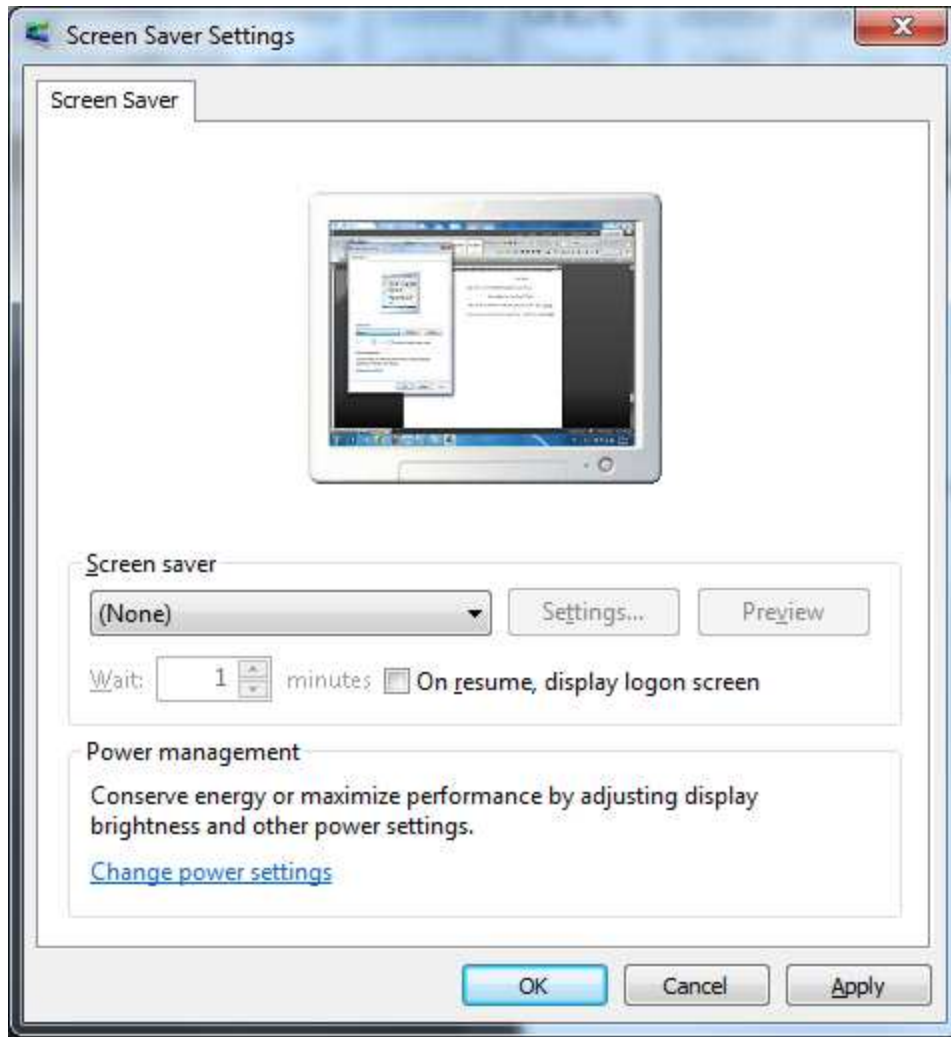 Screen Saver Settings
Screen Saver
Screen saver
(None)
Settings...
Preview
Wait: 1 minutes On resume, display logon screen
Power management
Conserve energy or maximize performance by adjusting display
brightness and other power settings.
Change power settings
OK Cancel Apply